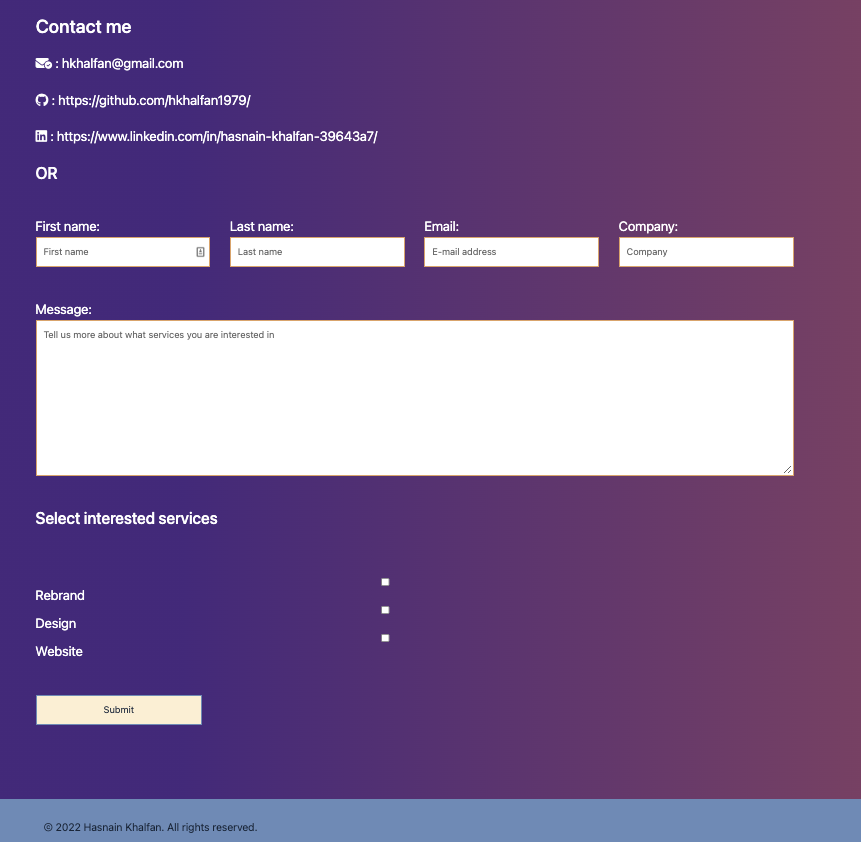 Contact me
: hkhalfan@gmail.com
: https://github.com/hkhalfan1979/
: https://www.linkedin.com/in/hasnain-khalfan-39643a7/
OR
First name: Last name: Email: Company:
First name Last name E-mail address Company
Message:
Tell us more about what services you are interested in
Select interested services
Rebrand
Design
Website
Submit
© 2022 Hasnain Khalfan. All rights reserved.